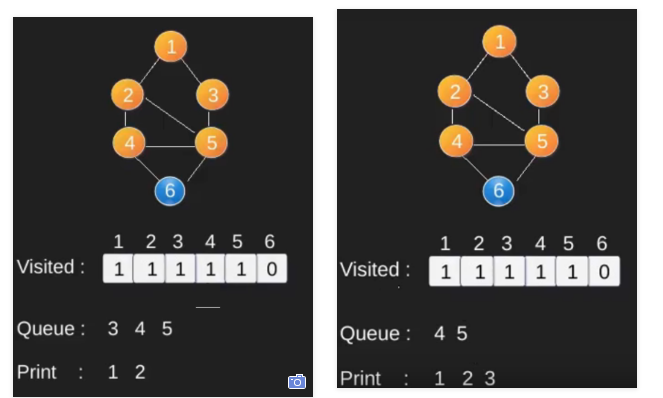 1
2 3
4 5
6
1 2 3 4 5 6
Visited : 1 1 1 1 1 0
Queue : 3 4 5
Print : 1 2
1
2 3
4 5
6
1 2 3 4 5 6
Visited : 1 1 1 1 1 0
Queue : 4 5
Print : 1 2 3